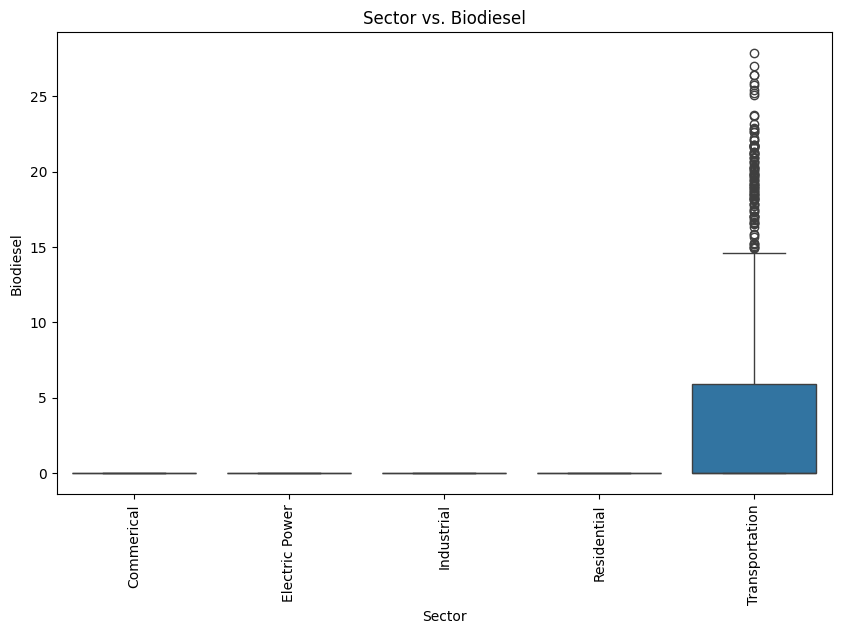 Sector vs. Biodiesel
25
20
15
10
5
0
Biodiesel
Commerical
Electric Power
Industrial
Residential
Transportation
Sector